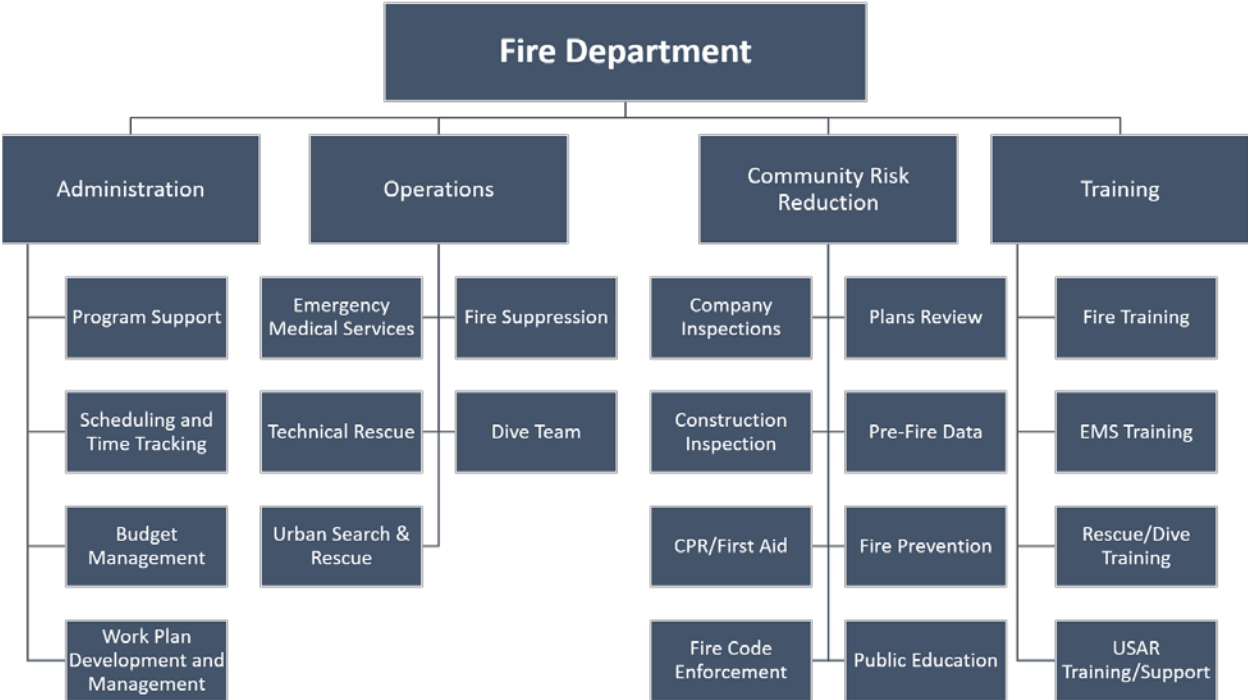 Fire Department
Administration
Operations
Community Risk
Reduction
Training
Program Support
Emergency
Medical Services
Fire Suppression
Company
Inspections
Plans Review
Fire Training
Scheduling and
Time Tracking
Technical Rescue
Dive Team
Construction
Inspection
Pre-Fire Data
EMS Training
Budget
Management
Urban Search &
Rescue
CPR/First Aid
Fire Prevention
Rescue/Dive
Training
Work Plan
Development and
Management
Fire Code
Enforcement
Public Education
USAR
Training/Support